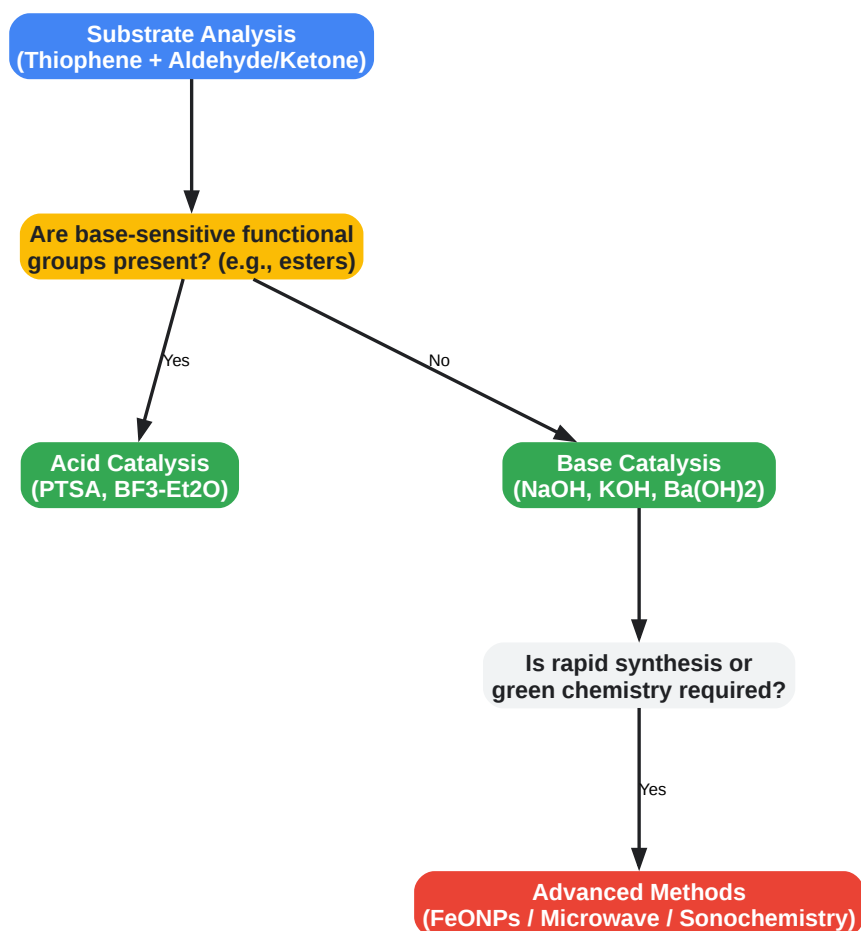 Substrate Analysis
(Thiophene + Aldehyde/Ketone)
Are base-sensitive functional
groups present? (e.g., esters)
Yes
No
Acid Catalysis
(PTSA, BF3-Et2O)
Base Catalysis
(NaOH, KOH, Ba(OH)2)
Is rapid synthesis or
green chemistry required?
Yes
Advanced Methods
(FeONPs / Microwave / Sonochemistry)